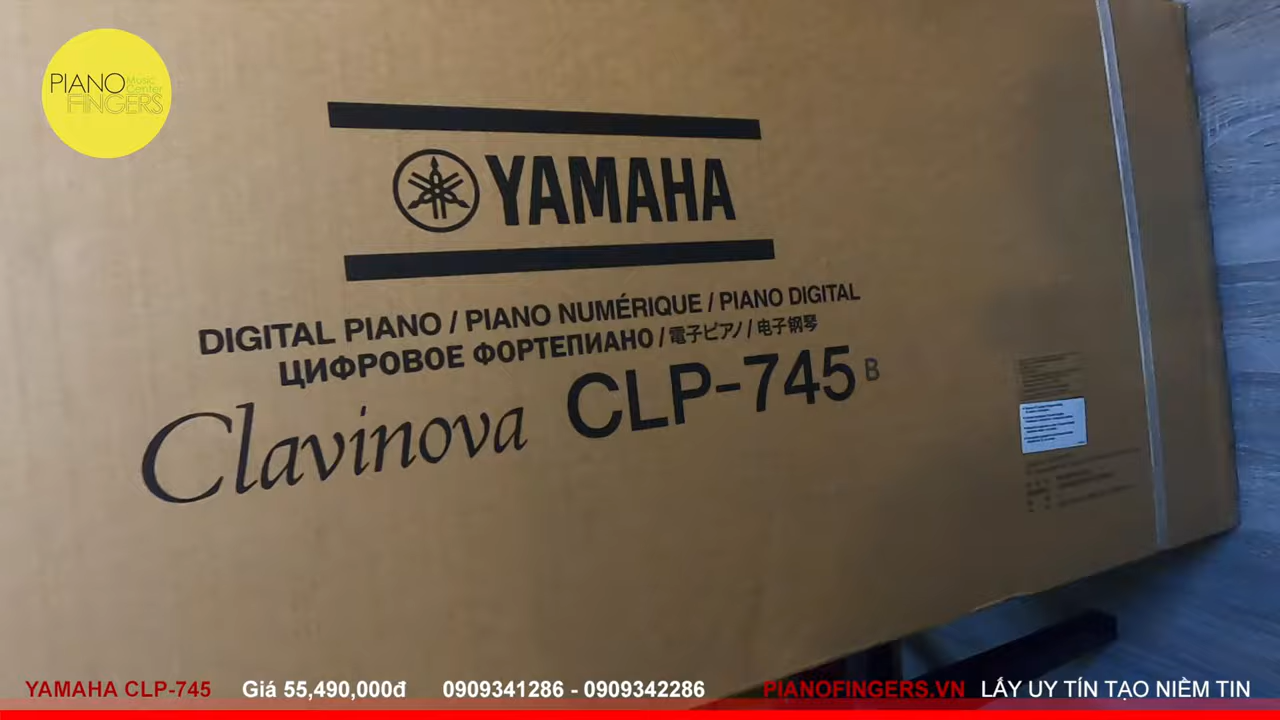 PIANO Music Center
FINGERS
YAMAHA
DIGITAL PIANO / PIANO NUMÉRIQUE / PIANO DIGITAL
ЦИФРОВОЕ ФОРТЕПИАНО / 電子ピアノ / 电子钢琴
Clavinova CLP-745 B
YAMAHA CLP-745 Giá 55,490,000đ 0909341286 - 0909342286 PIANOFINGERS.VN LẤY UY TÍN TẠO NIỀM TIN